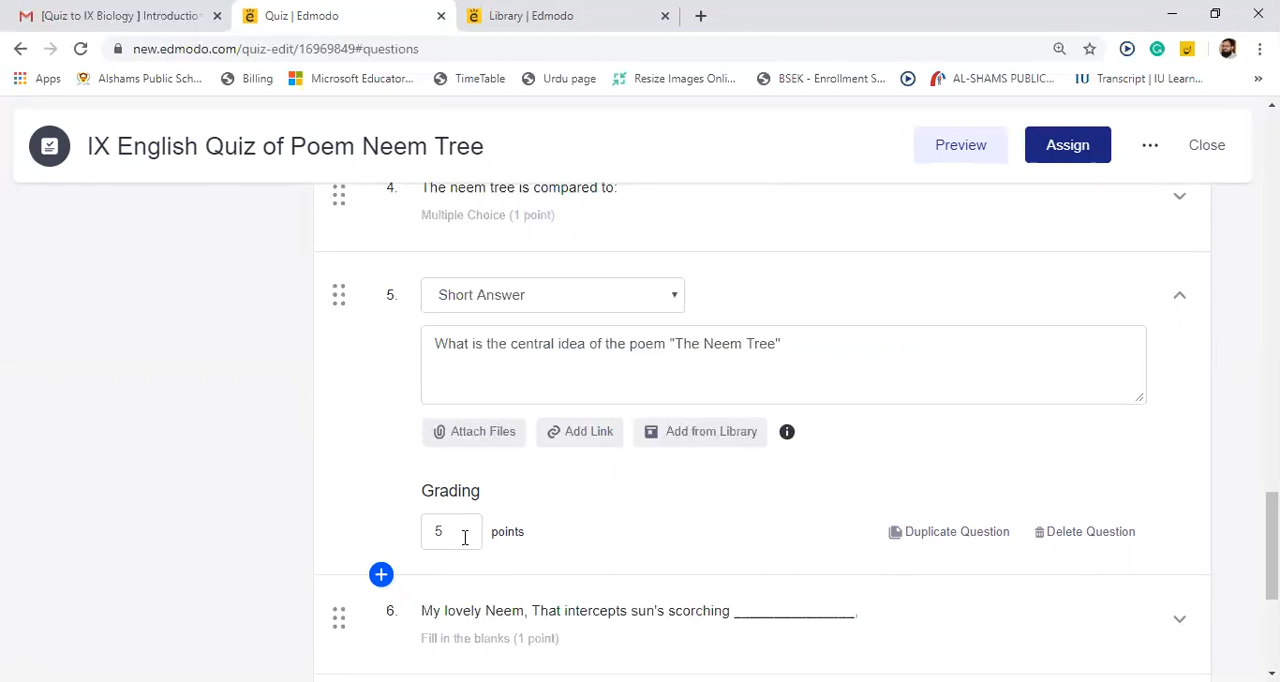 [Quiz to IX Biology ] Introductio
Quiz | Edmodo
Library | Edmodo
new.edmodo.com/quiz-edit/16969849#questions
Apps
Alshams Public Sch...
Billing
Microsoft Educator...
TimeTable
Urdu page
Resize Images Onli...
BSEK - Enrollment S...
AL-SHAMS PUBLIC...
IU
Transcript | IU Learn...
»
IX English Quiz of Poem Neem Tree
Preview
Assign
Close
4. The neem tree is compared to:
Multiple Choice (1 point)
5. Short Answer
What is the central idea of the poem "The Neem Tree"
Attach Files
Add Link
Add from Library
Grading
5 points
Duplicate Question
Delete Question
6. My lovely Neem, That intercepts sun's scorching _______________,
Fill in the blanks (1 point)